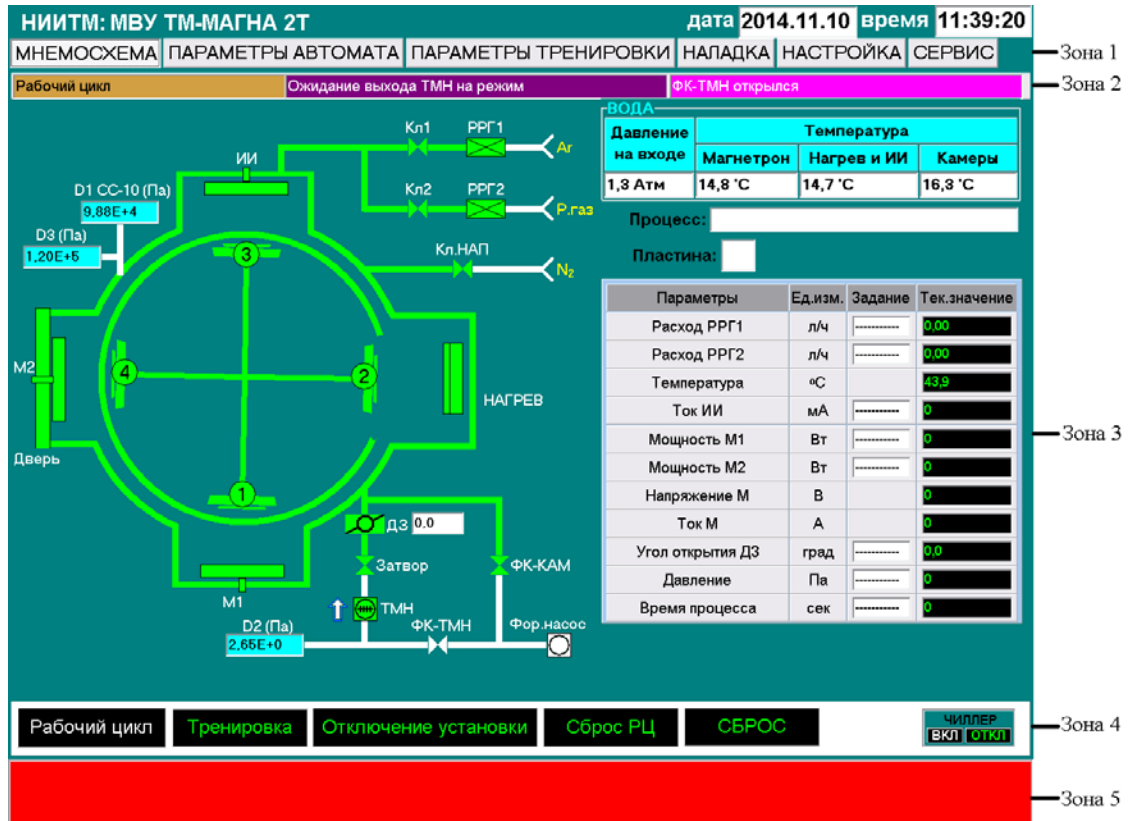 НИИТМ: МВУ ТМ-МАГНА 2Т дата 2014.11.10 время 11:39:20
МНЕМОСХЕМА ПАРАМЕТРЫ АВТОМАТА ПАРАМЕТРЫ ТРЕНИРОВКИ НАЛАДКА НАСТРОЙКА СЕРВИС
Зона 1
Рабочий цикл Ожидание выхода ТМН на режим ФК-ТМН открылся
Зона 2
Кл1 РРГ1
Ar
ИИ
D1 CC-10 (Па)
9,88E+4
Кл2 РРГ2
Р.газ
D3 (Па)
1,20E+5
3
Кл.НАП
N2
М2
4
2
НАГРЕВ
Дверь
1
ДЗ 0.0
Затвор
ФК-КАМ
М1
ТМН
D2 (Па)
ФК-ТМН
Фор.насос
2,65E+0
ВОДА
Давление на входе Температура
Магнетрон Нагрев и ИИ Камеры
1,3 Атм 14,8 'C 14,7 'C 16,3 'C
Процесс:
Пластина:
Параметры Ед.изм. Задание Тек.значение
Расход РРГ1 л/ч ----------- 0,00
Расход РРГ2 л/ч ----------- 0,00
Температура ºС 43,9
Ток ИИ мА ----------- 0
Мощность М1 Вт ----------- 0
Мощность М2 Вт ----------- 0
Напряжение М В 0
Ток М А 0
Угол открытия ДЗ град ----------- 0,0
Давление Па ----------- 0
Время процесса сек ----------- 0
Зона 3
Рабочий цикл Тренировка Отключение установки Сброс РЦ СБРОС
ЧИЛЛЕР
ВКЛ ОТКЛ
Зона 4
Зона 5